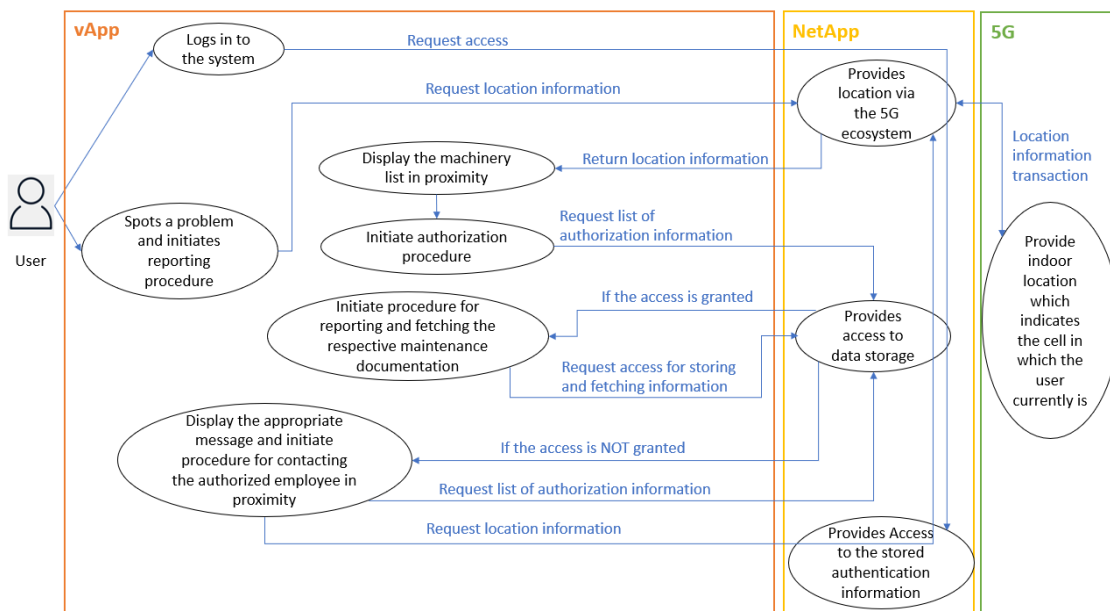 vApp
NetApp
5G
Logs in to
the system
Request access
Provides
location via
the 5G
ecosystem
Request location information
Location
information
transaction
Display the machinery
list in proximity
Return location information
User
Spots a problem
and initiates
reporting
procedure
Initiate authorization
procedure
Request list of
authorization information
Provide
indoor
location which
indicates
the cell in
which the
user
currently is
Initiate procedure for
reporting and fetching the
respective maintenance
documentation
If the access is granted
Provides
access to
data storage
Request access for storing
and fetching information
Display the appropriate
message and initiate
procedure for contacting
the authorized employee in
proximity
If the access is NOT granted
Request list of authorization information
Request location information
Provides Access
to the stored
authentication
information